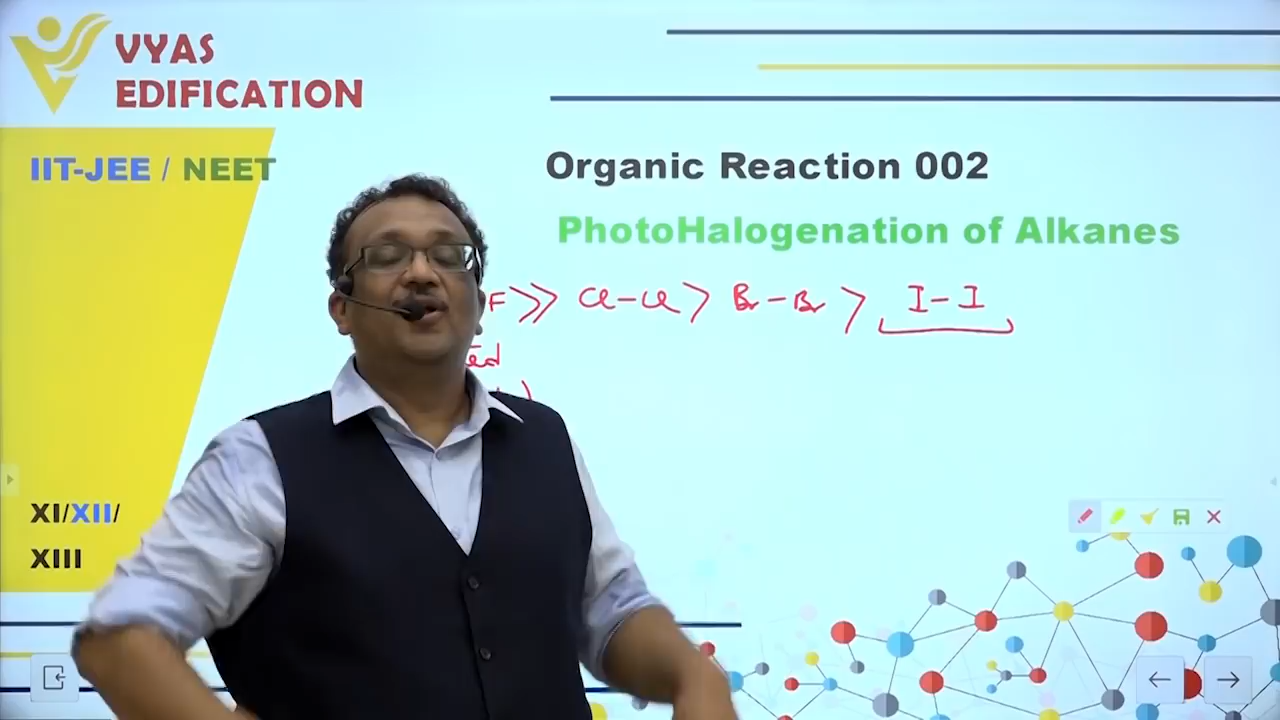 VYAS
EDIFICATION
IIT-JEE / NEET
Organic Reaction 002
PhotoHalogenation of Alkanes
F >> Cl-Cl > Br-Br > I-I
XI/XII/
XIII